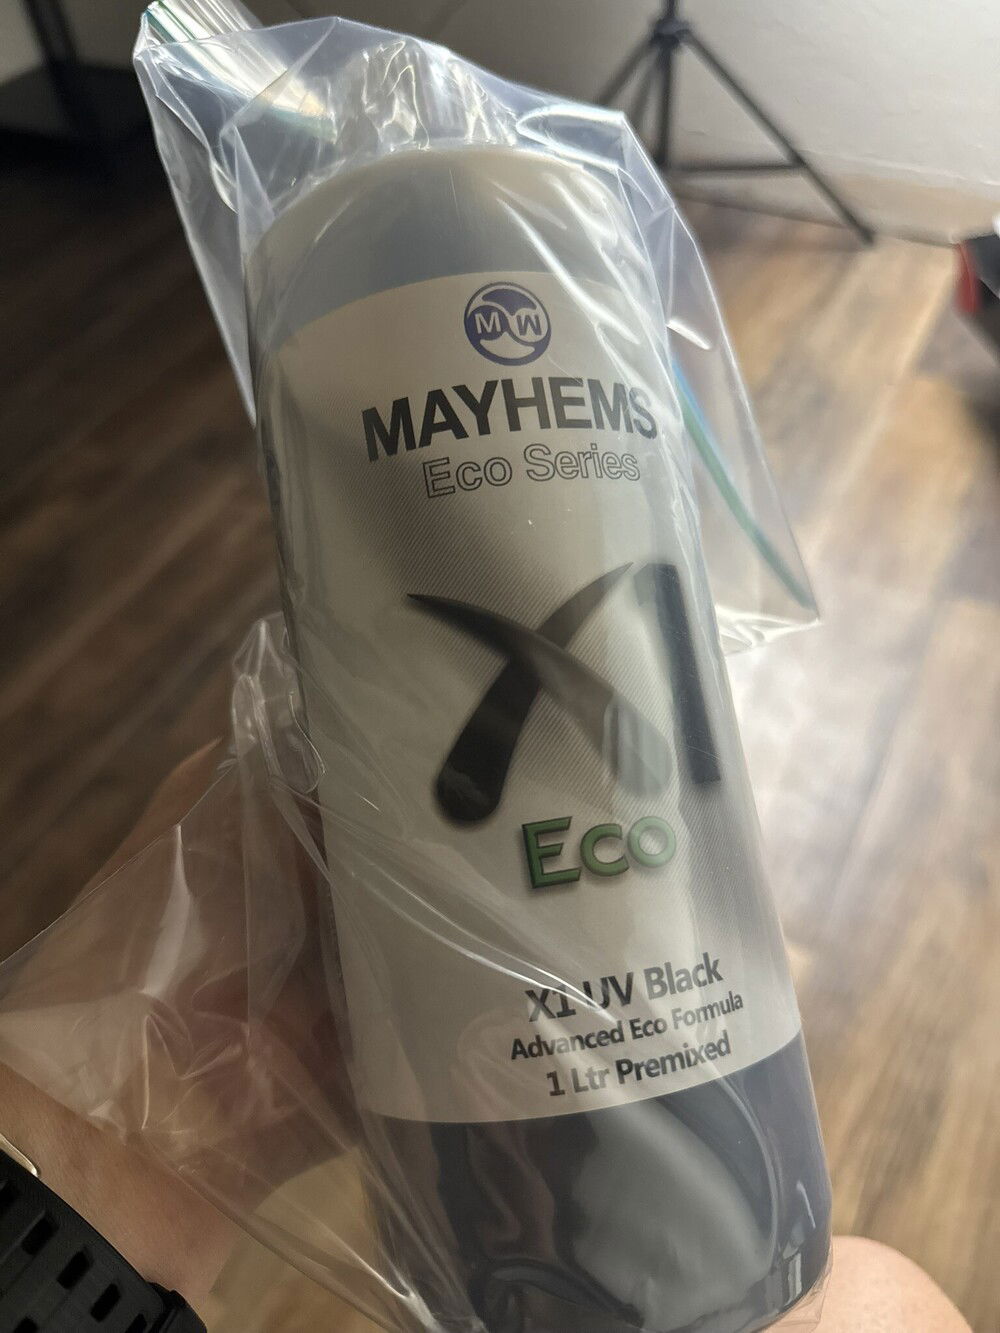 MW
MAYHEMS
Eco Series
X1
Eco
X1 UV Black
Advanced Eco Formula
1 Ltr Premixed